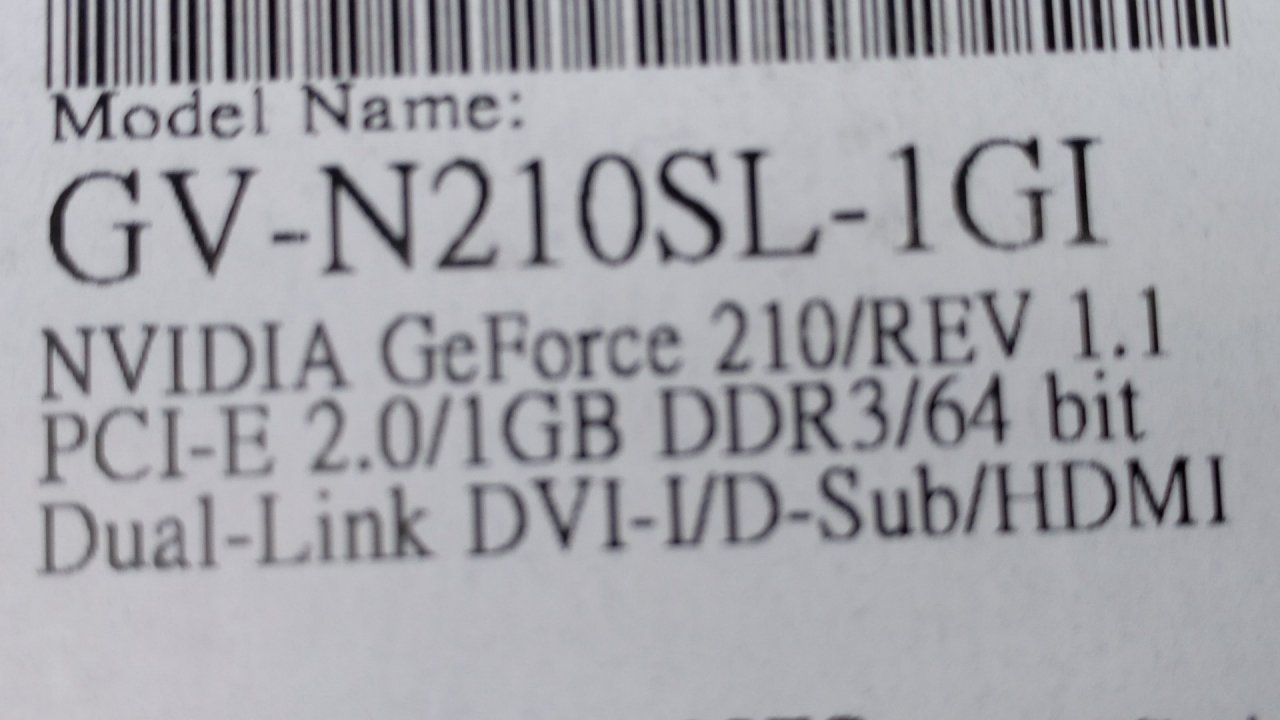 Model Name:
GV-N210SL-1GI
NVIDIA GeForce 210/REV 1.1
PCI-E 2.0/1GB DDR3/64 bit
Dual-Link DVI-I/D-Sub/HDMI